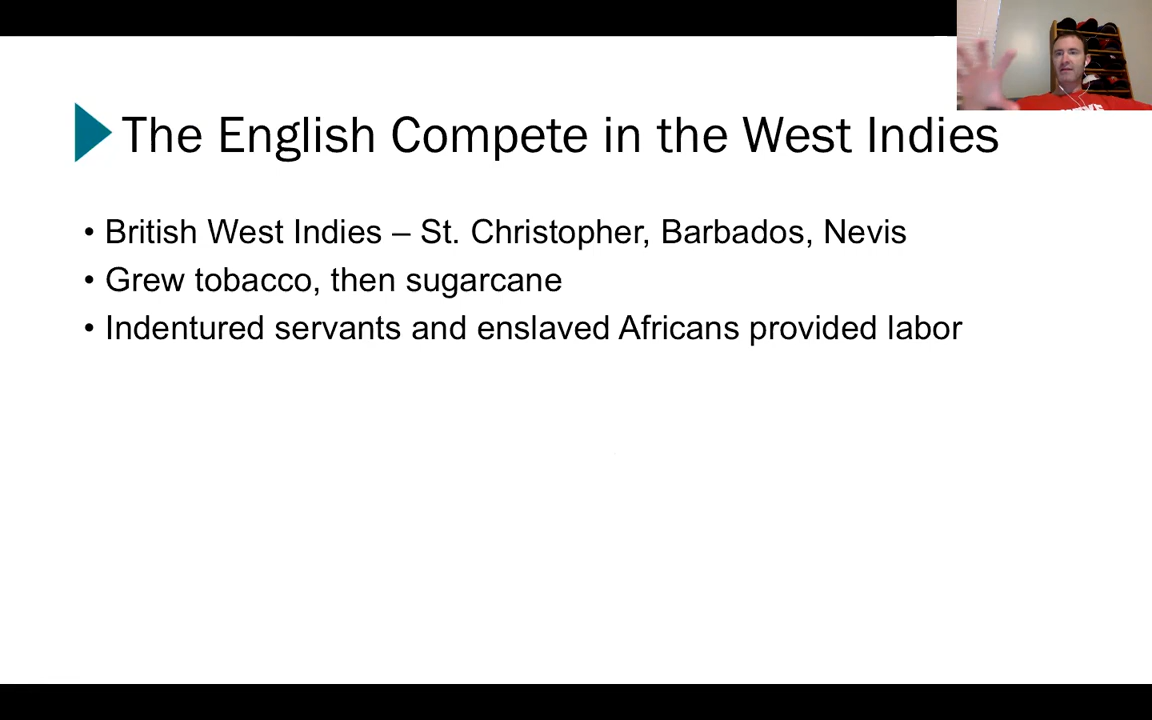 The English Compete in the West Indies
• British West Indies – St. Christopher, Barbados, Nevis
• Grew tobacco, then sugarcane
• Indentured servants and enslaved Africans provided labor